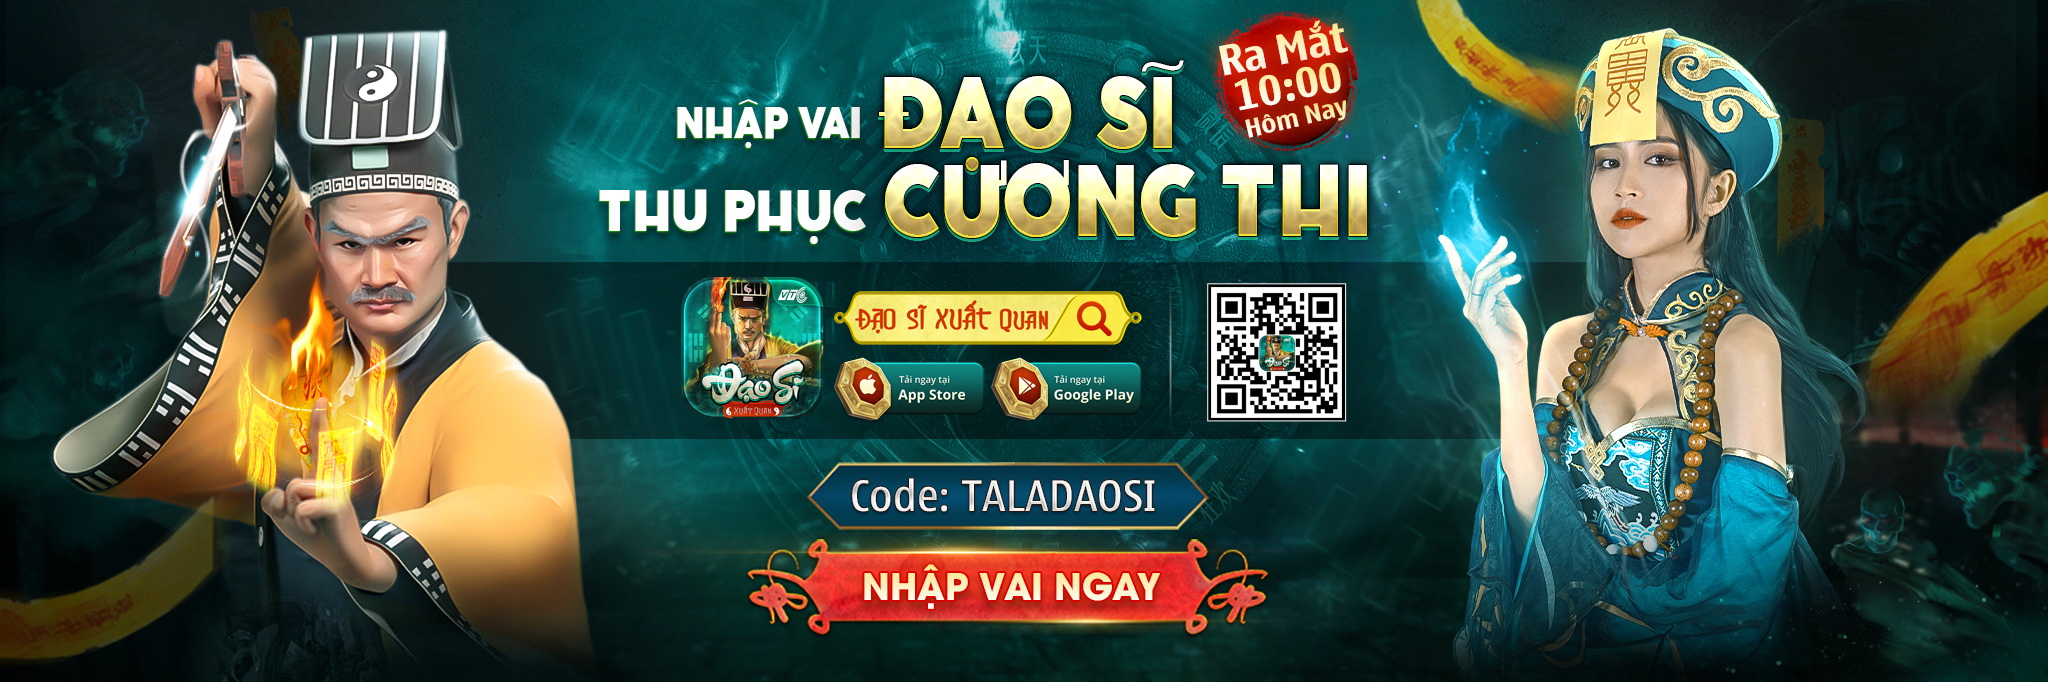 NHẬP VAI ĐẠO SĨ
THU PHỤC CƯƠNG THI
Ra Mắt
10:00
Hôm Nay
VTC
Đạo Sĩ
XUẤT QUAN
ĐẠO SĨ XUẤT QUAN
Tải ngay tại
App Store
Tải ngay tại
Google Play
Code: TALADAOSI
NHẬP VAI NGAY